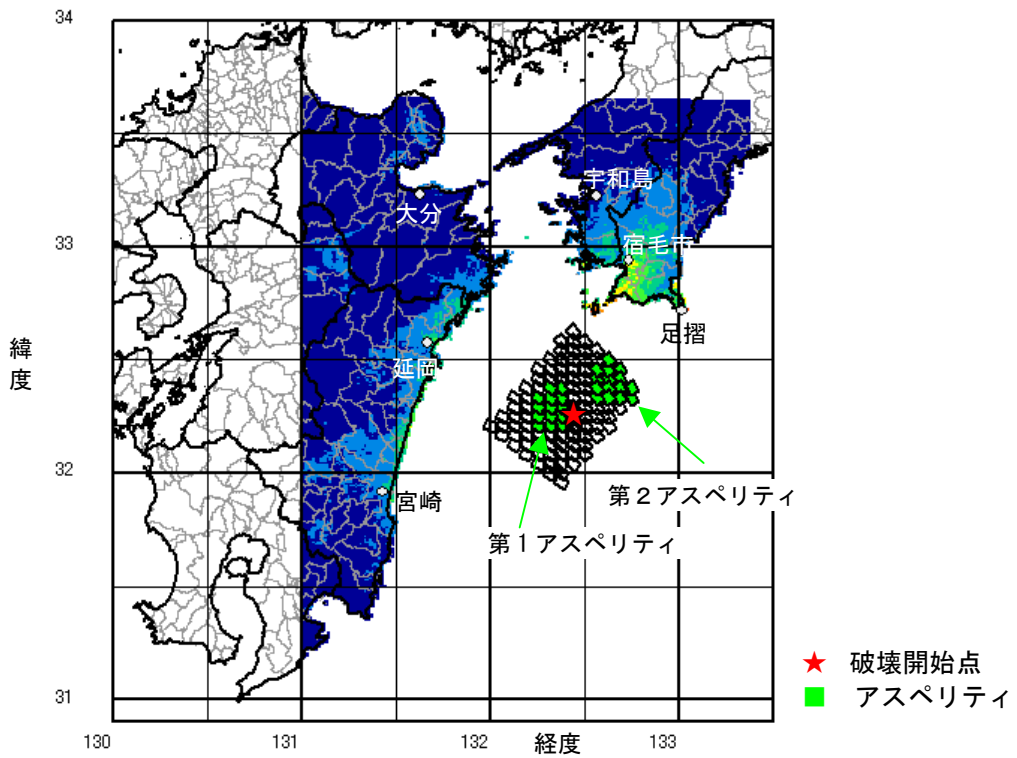 34
宇和島
大分
33
宿毛市
足摺
緯
度
延岡
32
宮崎
第２アスペリティ
第１アスペリティ
★ 破壊開始点
■ アスペリティ
31
130
131
132
経度
133